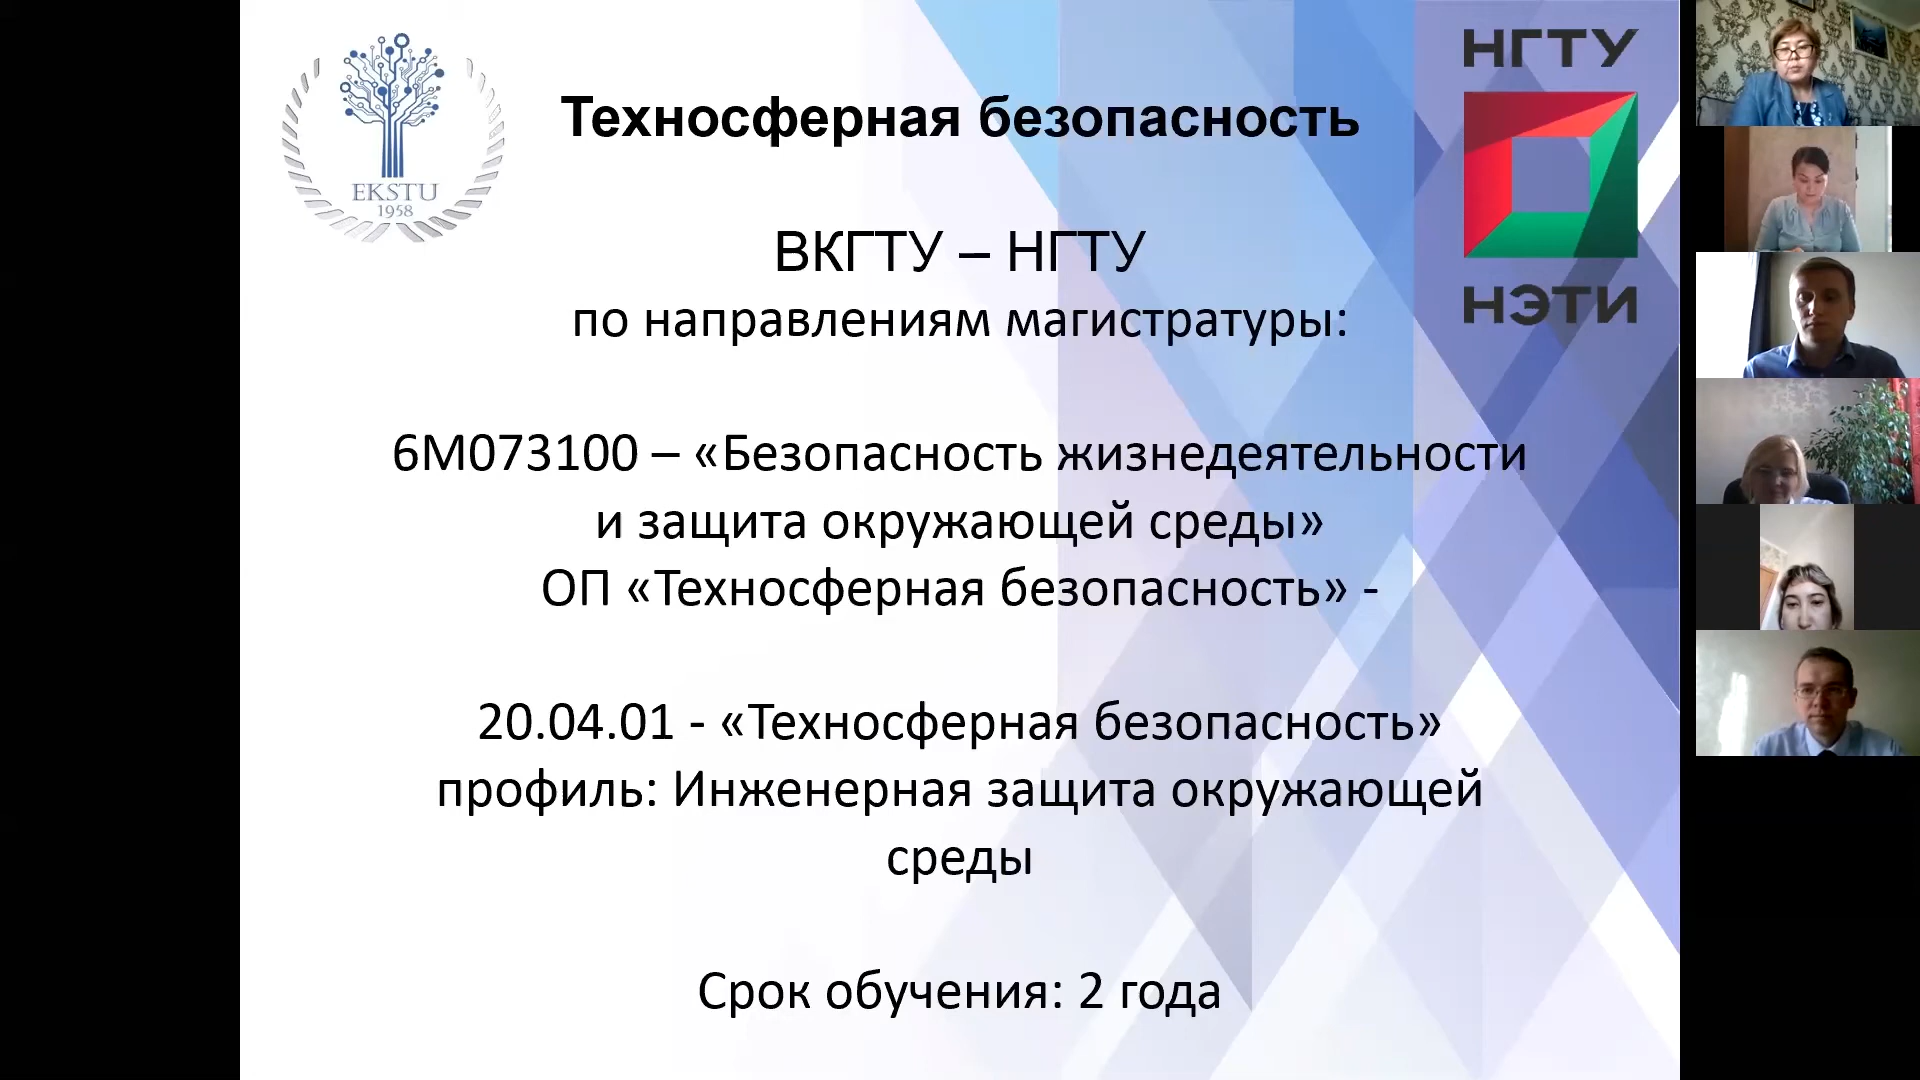 EKSTU
1958
НГТУ
НЭТИ
Техносферная безопасность
ВКГТУ – НГТУ
по направлениям магистратуры:
6М073100 – «Безопасность жизнедеятельности
и защита окружающей среды»
ОП «Техносферная безопасность» -
20.04.01 - «Техносферная безопасность»
профиль: Инженерная защита окружающей
среды
Срок обучения: 2 года